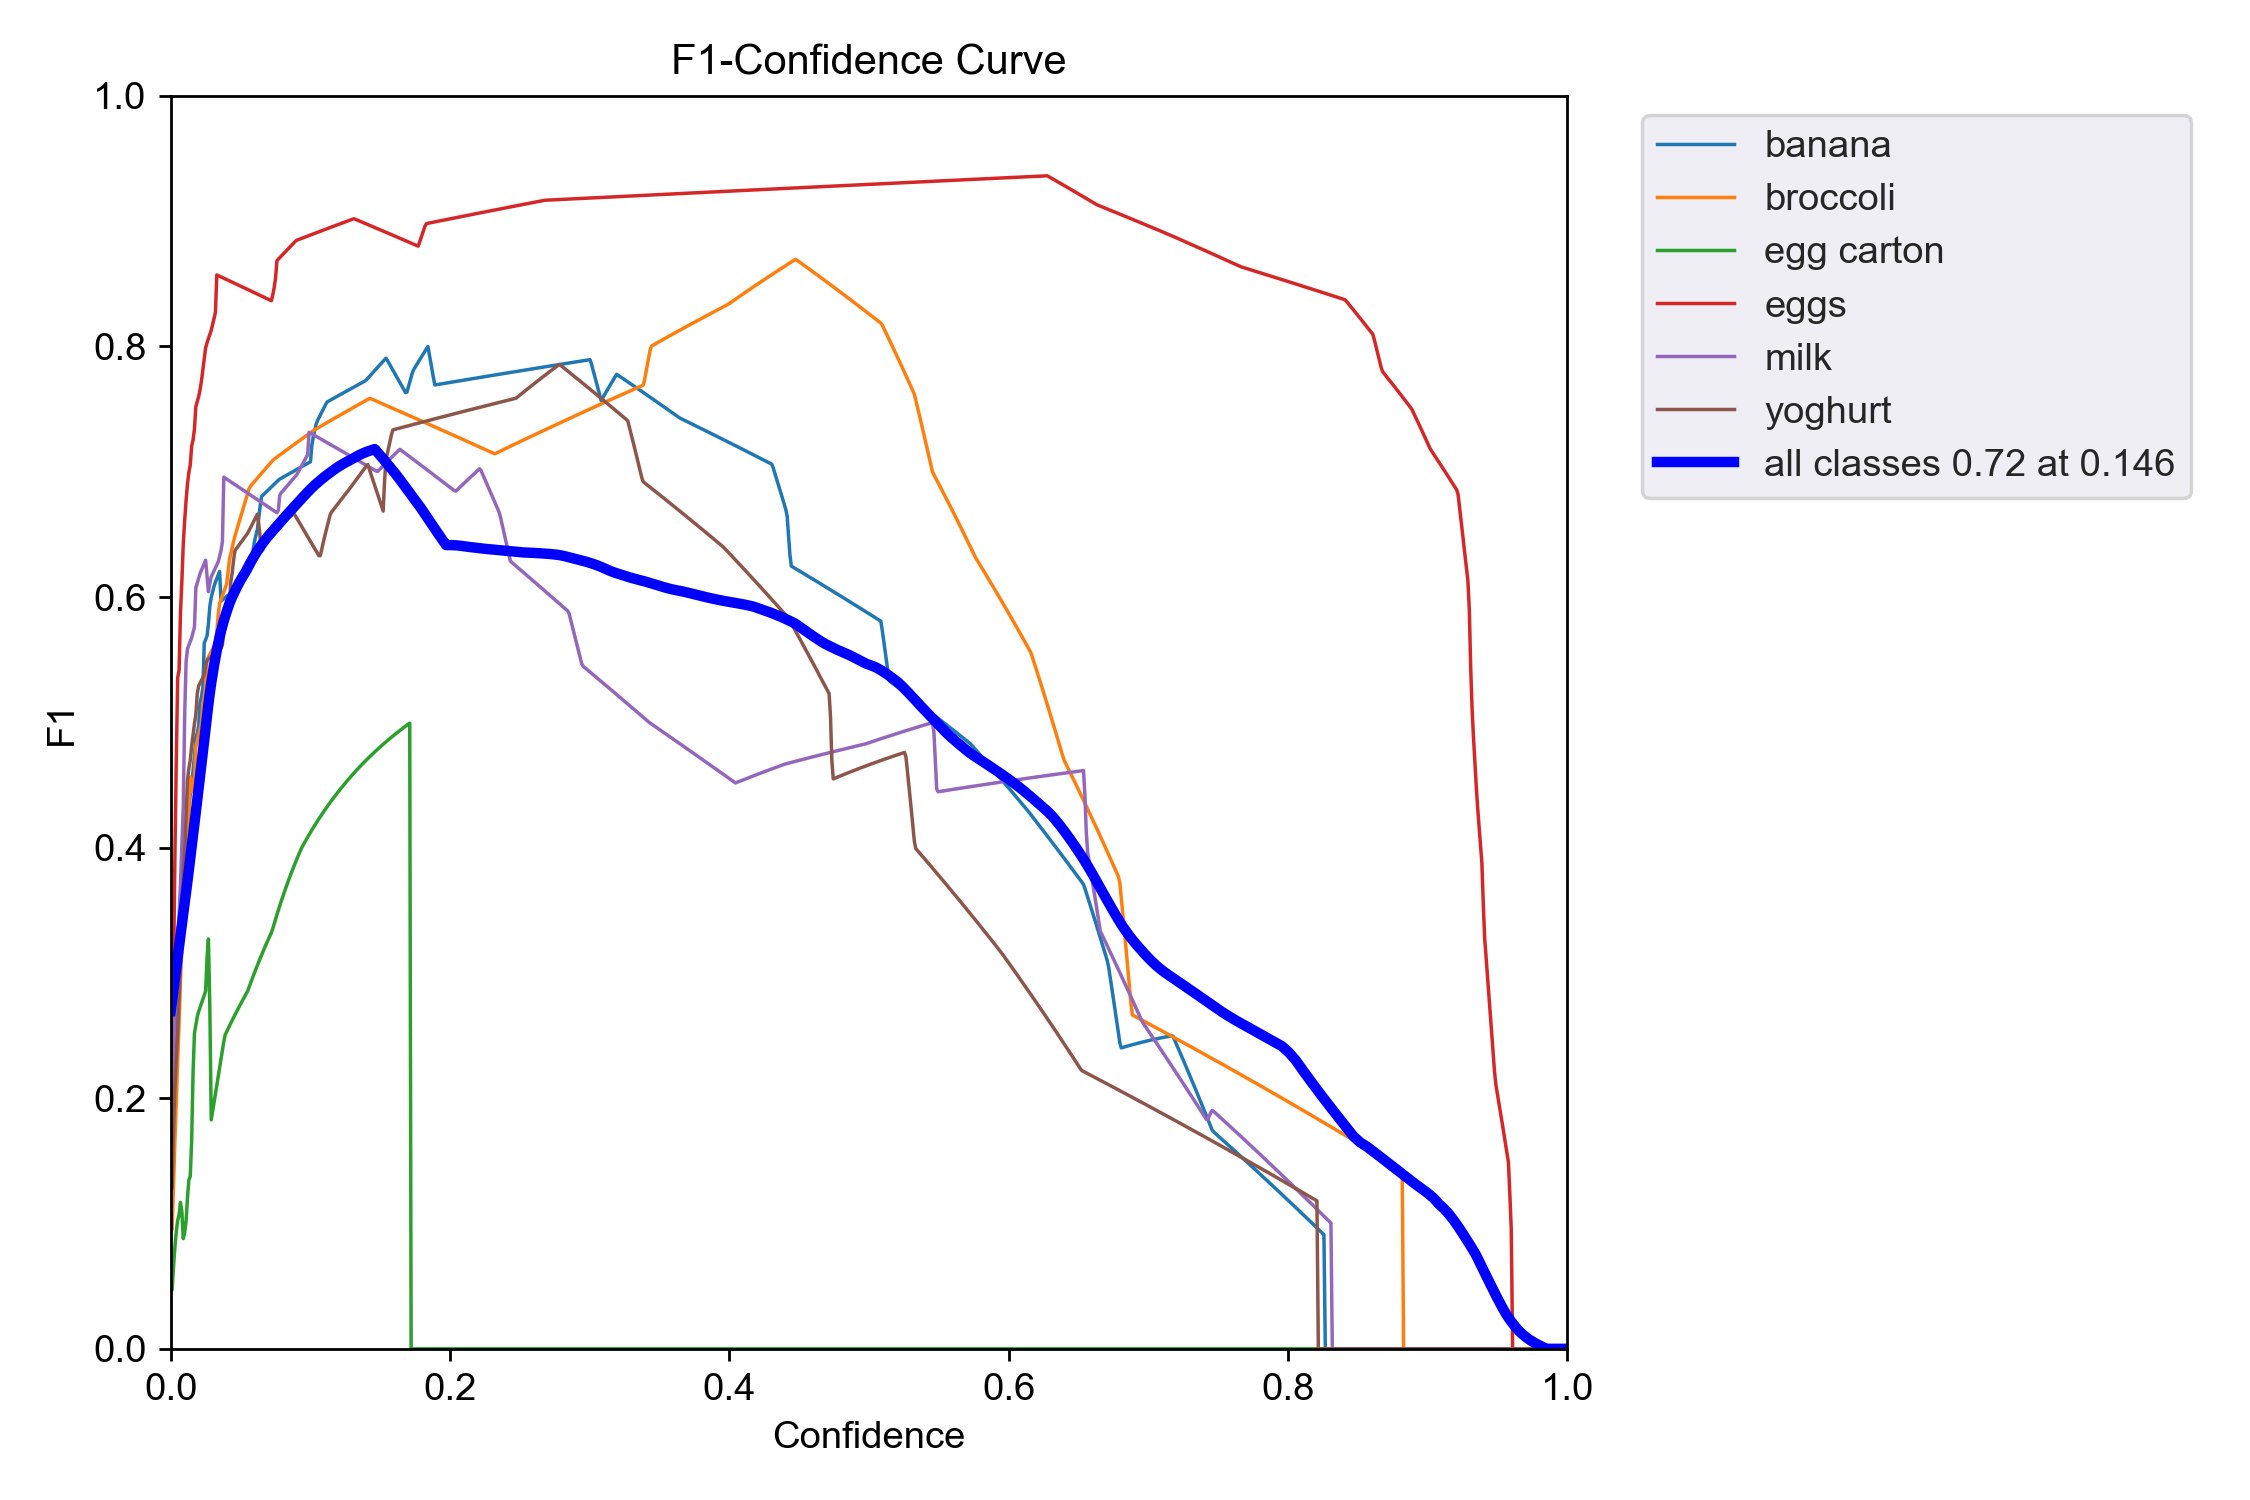 F1-Confidence Curve
1.0
0.8
0.6
0.4
0.2
0.0
F1
0.0 0.2 0.4 0.6 0.8 1.0
Confidence
banana
broccoli
egg carton
eggs
milk
yoghurt
all classes 0.72 at 0.146